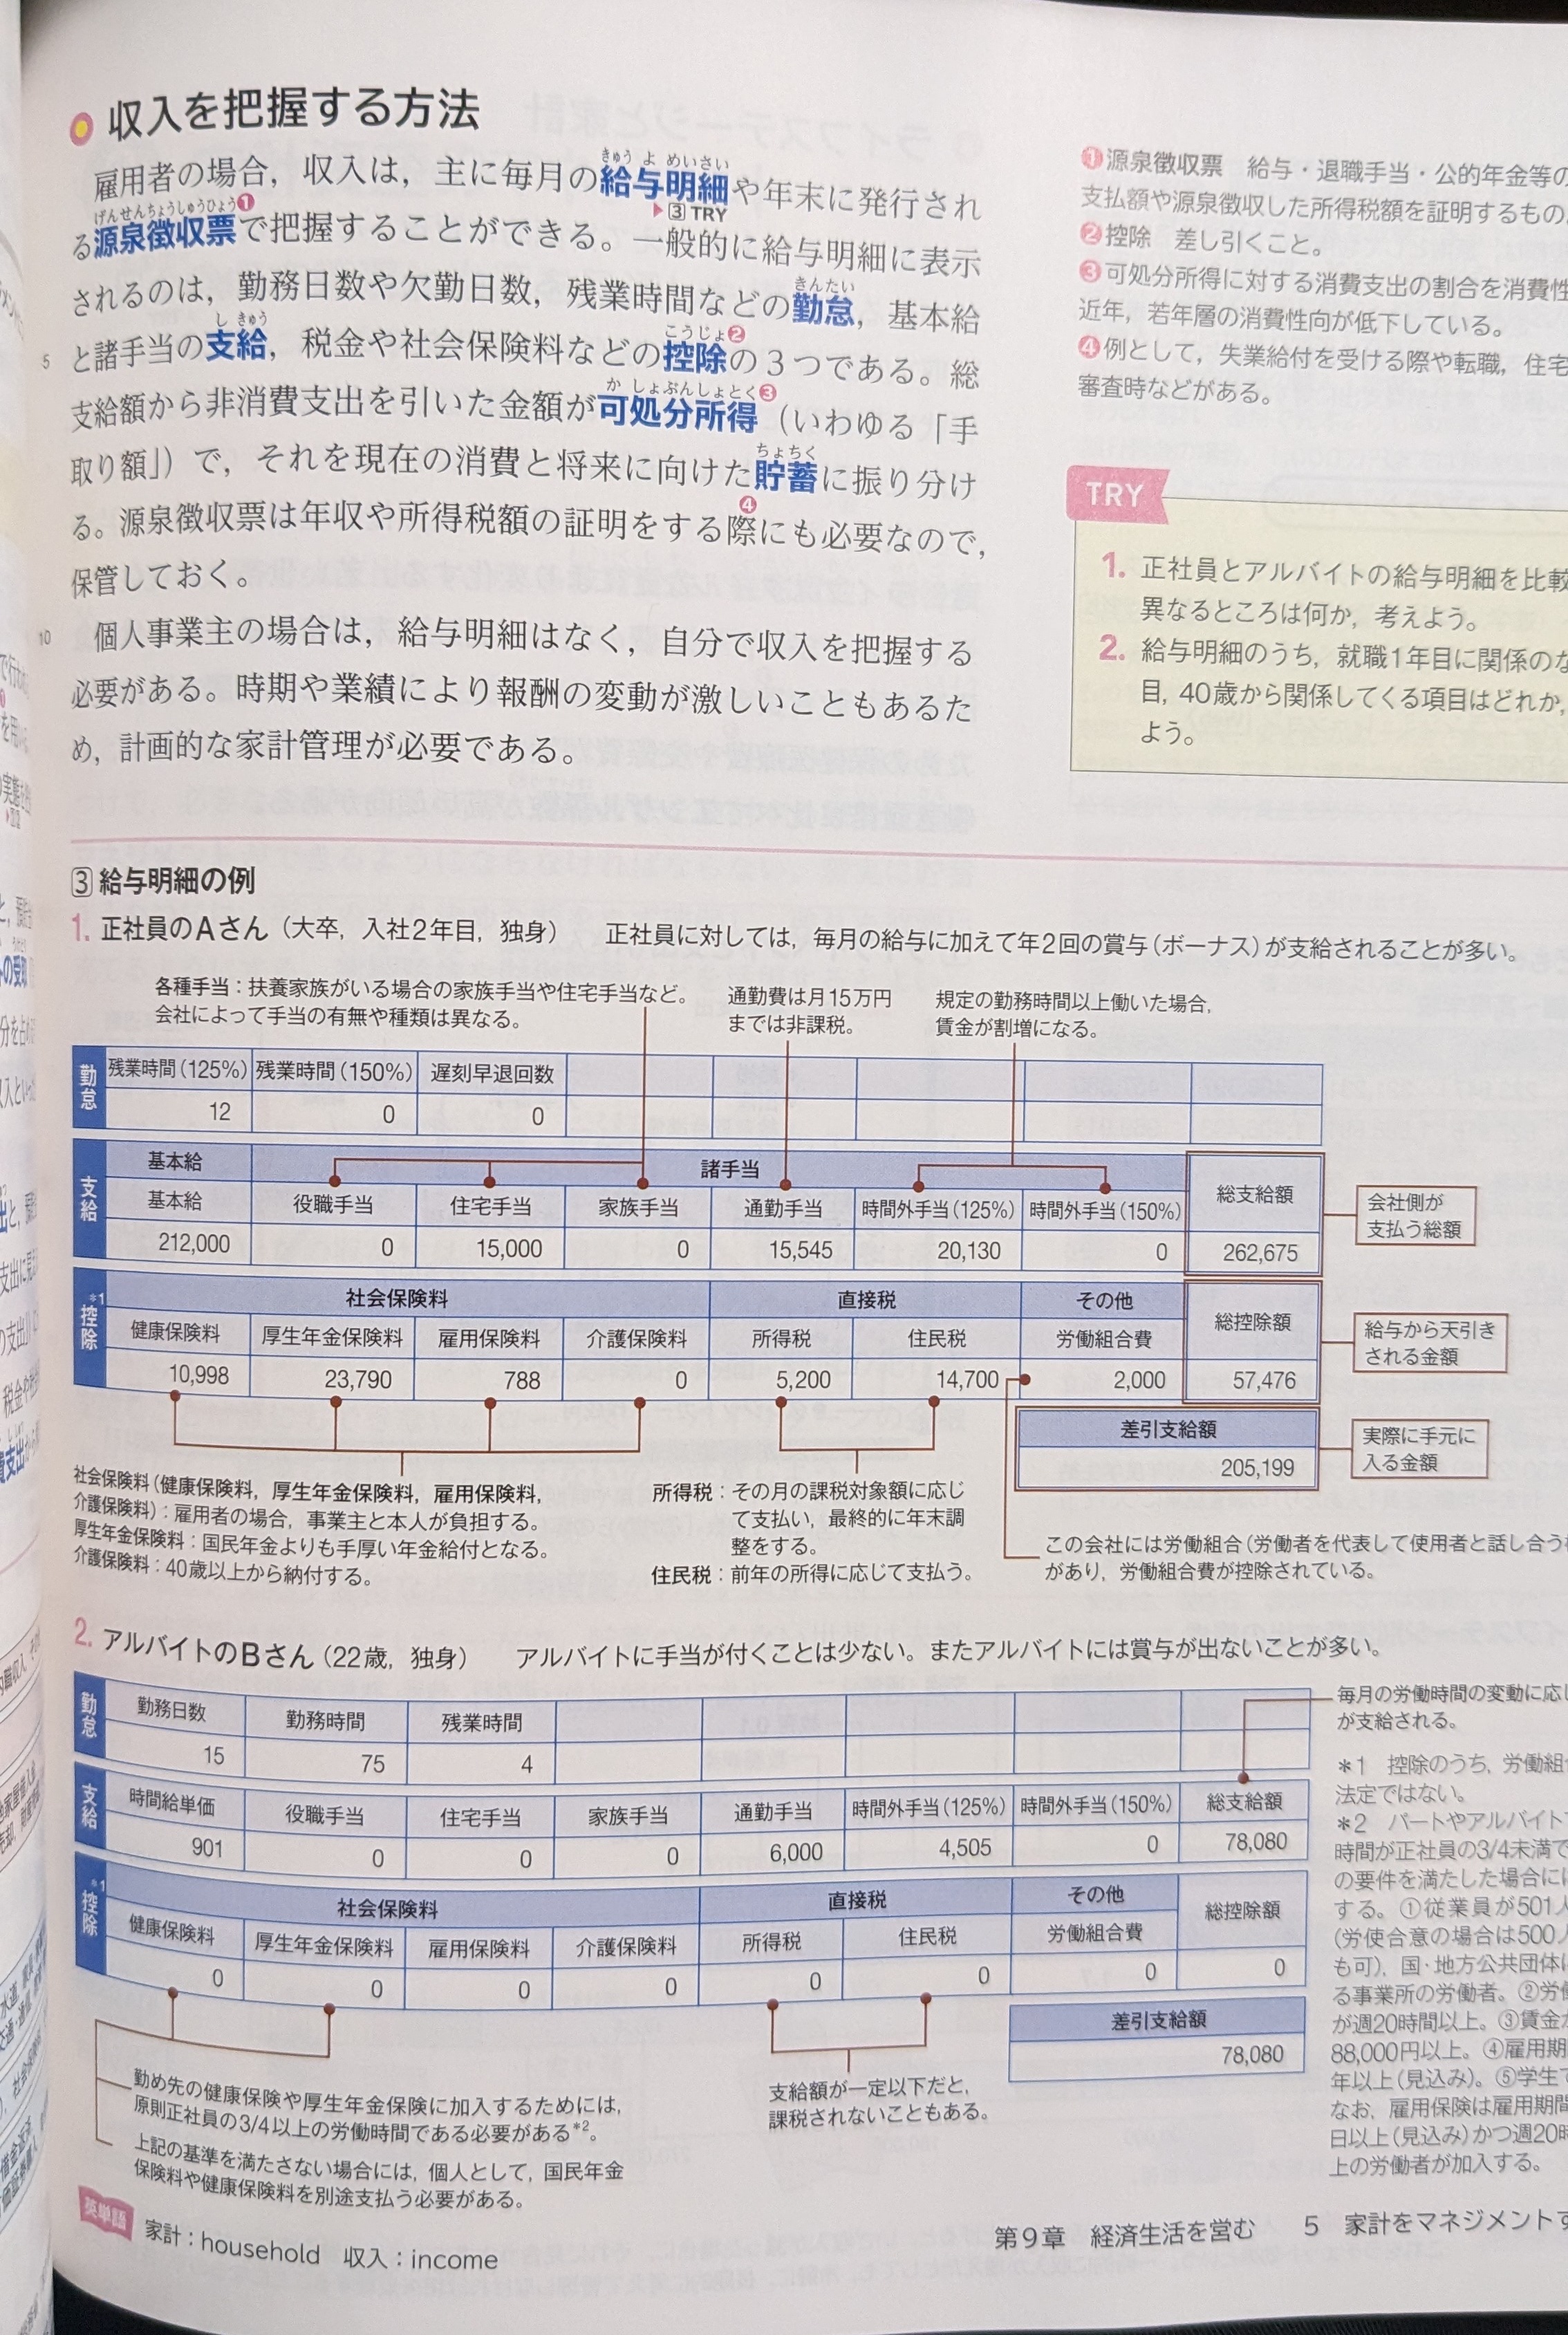 収入を把握する方法
雇用者の場合，収入は，主に毎月の給与明細や年末に発行され
きゅう よ めいさい
▶3 TRY
る源泉徴収票で把握することができる。一般的に給与明細に表示
げんせんちょうしゅうひょう❶
されるのは，勤務日数や欠勤日数，残業時間などの勤怠，基本給
きんたい
5
と諸手当の支給，税金や社会保険料などの控除の３つである。総
し きゅう
こうじょ❷
支給額から非消費支出を引いた金額が可処分所得（いわゆる「手
か しょぶんしょとく❸
取り額」）で，それを現在の消費と将来に向けた貯蓄に振り分け
ちょちく
る。源泉徴収票は年収や所得税額の証明をする際にも必要なので，
❹
保管しておく。
10
個人事業主の場合は，給与明細はなく，自分で収入を把握する
必要がある。時期や業績により報酬の変動が激しいこともあるた
め，計画的な家計管理が必要である。
❶源泉徴収票　給与・退職手当・公的年金等の
支払額や源泉徴収した所得税額を証明するもの
❷控除　差し引くこと。
❸可処分所得に対する消費支出の割合を消費性
近年，若年層の消費性向が低下している。
❹例として，失業給付を受ける際や転職，住宅
審査時などがある。
TRY
1. 正社員とアルバイトの給与明細を比較
異なるところは何か，考えよう。
2. 給与明細のうち，就職1年目に関係のな
目，40歳から関係してくる項目はどれか，
よう。
3 給与明細の例
1. 正社員のAさん（大卒，入社2年目，独身）　正社員に対しては，毎月の給与に加えて年2回の賞与（ボーナス）が支給されることが多い。
各種手当：扶養家族がいる場合の家族手当や住宅手当など。
会社によって手当の有無や種類は異なる。
通勤費は月15万円
までは非課税。
規定の勤務時間以上働いた場合，
賃金が割増になる。
勤怠
残業時間（125%） 残業時間（150%） 遅刻早退回数
12 0 0
支給
基本給 諸手当 総支給額
基本給 役職手当 住宅手当 家族手当 通勤手当 時間外手当（125%） 時間外手当（150%）
212,000 0 15,000 0 15,545 20,130 0 262,675
会社側が
支払う総額
控除*1
社会保険料 直接税 その他 総控除額
健康保険料 厚生年金保険料 雇用保険料 介護保険料 所得税 住民税 労働組合費
10,998 23,790 788 0 5,200 14,700 2,000 57,476
給与から天引き
される金額
差引支給額
205,199
実際に手元に
入る金額
社会保険料（健康保険料，厚生年金保険料，雇用保険料，
介護保険料）：雇用者の場合，事業主と本人が負担する。
厚生年金保険料：国民年金よりも手厚い年金給付となる。
介護保険料：40歳以上から納付する。
所得税：その月の課税対象額に応じ
て支払い，最終的に年末調
整をする。
住民税：前年の所得に応じて支払う。
この会社には労働組合（労働者を代表して使用者と話し合う
があり，労働組合費が控除されている。
2. アルバイトのBさん（22歳，独身）　アルバイトに手当が付くことは少ない。またアルバイトには賞与が出ないことが多い。
勤怠
勤務日数 勤務時間 残業時間
15 75 4
支給
時間給単価 役職手当 住宅手当 家族手当 通勤手当 時間外手当（125%） 時間外手当（150%） 総支給額
901 0 0 0 6,000 4,505 0 78,080
控除*1
社会保険料 直接税 その他 総控除額
健康保険料 厚生年金保険料 雇用保険料 介護保険料 所得税 住民税 労働組合費
0 0 0 0 0 0 0 0
差引支給額
78,080
勤め先の健康保険や厚生年金保険に加入するためには，
原則正社員の3/4以上の労働時間である必要がある*2。
上記の基準を満たさない場合には，個人として，国民年金
保険料や健康保険料を別途支払う必要がある。
支給額が一定以下だと，
課税されないこともある。
毎月の労働時間の変動に応じ
が支給される。
＊1　控除のうち，労働組合
法定ではない。
＊2　パートやアルバイト
時間が正社員の3/4未満で
の要件を満たした場合には
する。①従業員が501人
（労使合意の場合は500人
も可），国・地方公共団体に
る事業所の労働者。②労働
が週20時間以上。③賃金が
88,000円以上。④雇用期
年以上（見込み）。⑤学生で
なお，雇用保険は雇用期間
日以上（見込み）かつ週20時
上の労働者が加入する。
英単語 家計：household 収入：income
第9章　経済生活を営む　5　家計をマネジメントす